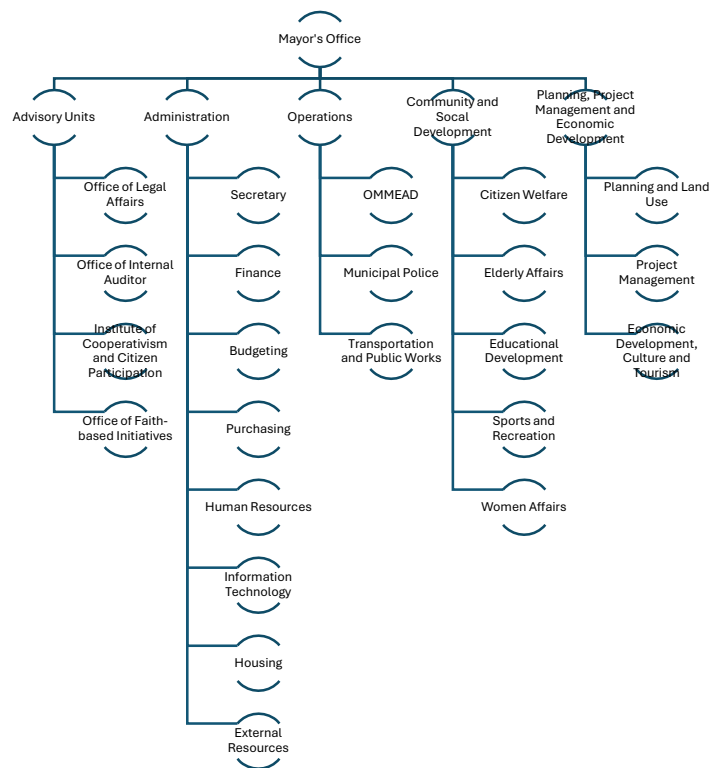 Mayor's Office
Advisory Units
Administration
Operations
Community and
Socal
Development
Planning, Project
Management and
Economic
Development
Office of Legal
Affairs
Office of Internal
Auditor
Institute of
Cooperativism
and Citizen
Participation
Office of Faith-
based Initiatives
Secretary
Finance
Budgeting
Purchasing
Human Resources
Information
Technology
Housing
External
Resources
OMMEAD
Municipal Police
Transportation
and Public Works
Citizen Welfare
Elderly Affairs
Educational
Development
Sports and
Recreation
Women Affairs
Planning and Land
Use
Project
Management
Economic
Development,
Culture and
Tourism